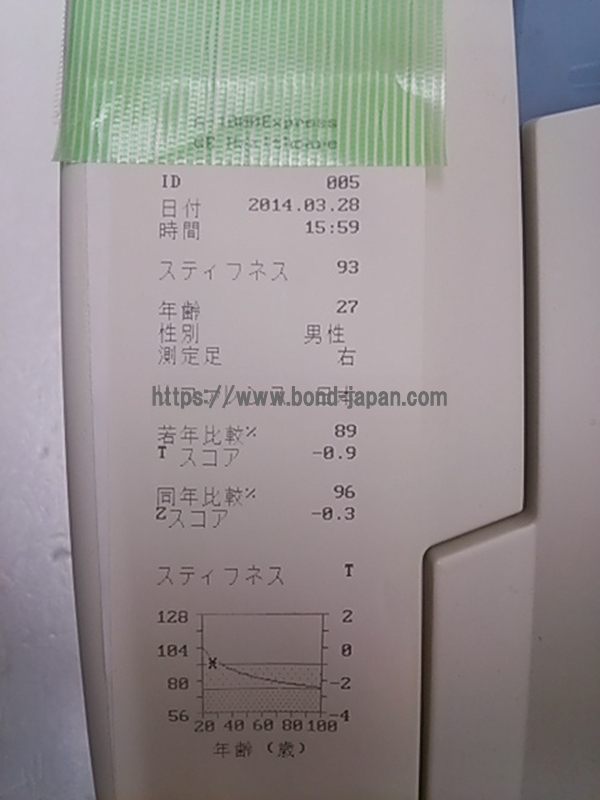 A-1000Express
ID 005
日付 2014.03.28
時間 15:59
スティフネス 93
年齢 27
性別 男性
測定足 右
https://www.bond-japan.com
若年比較% 89
T スコア -0.9
同年比較% 96
Zスコア -0.3
スティフネス T
128 2
104 0
80 -2
56 -4
20 40 60 80 100
年齢（歳）